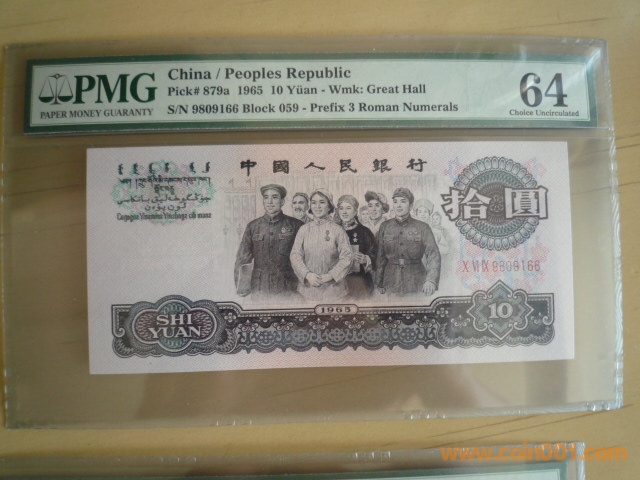 PMG
PAPER MONEY GUARANTY
China / Peoples Republic
Pick# 879a 1965 10 Yüan - Wmk: Great Hall
S/N 9809166 Block 059 - Prefix 3 Roman Numerals
64
Choice Uncirculated
中國人民銀行
拾圓
X VI IX 9809166
1965
SHI
YUAN
10
www.coin001.com